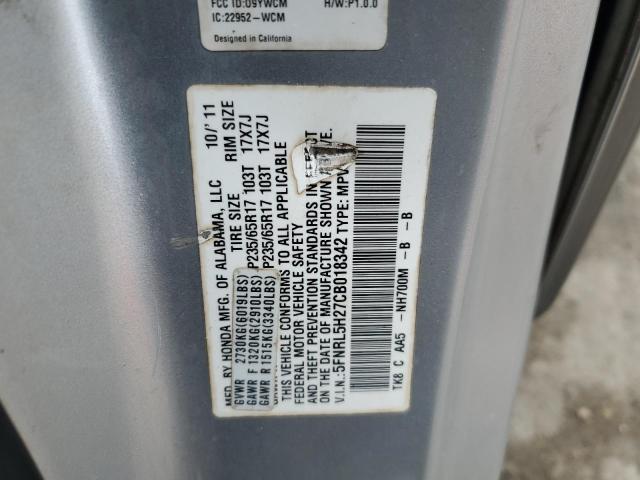 FCC ID:O9YWCM H/W:P1.0.0
IC:22952-WCM
Designed in California
MFD. BY HONDA MFG. OF ALABAMA, LLC 10/'11
TIRE SIZE RIM SIZE
GVWR 2730KG(6019LBS)
GAWR F 1320KG(2910LBS) P235/65R17 103T 17X7J
GAWR R 1515KG(3340LBS) P235/65R17 103T 17X7J
THIS VEHICLE CONFORMS TO ALL APPLICABLE
FEDERAL MOTOR VEHICLE SAFETY
AND THEFT PREVENTION STANDARDS IN EFFECT
ON THE DATE OF MANUFACTURE SHOWN ABOVE.
V.I.N.:5FNRL5H27CB018342 TYPE: MPV
TK8 C AA5 -NH700M -B -B